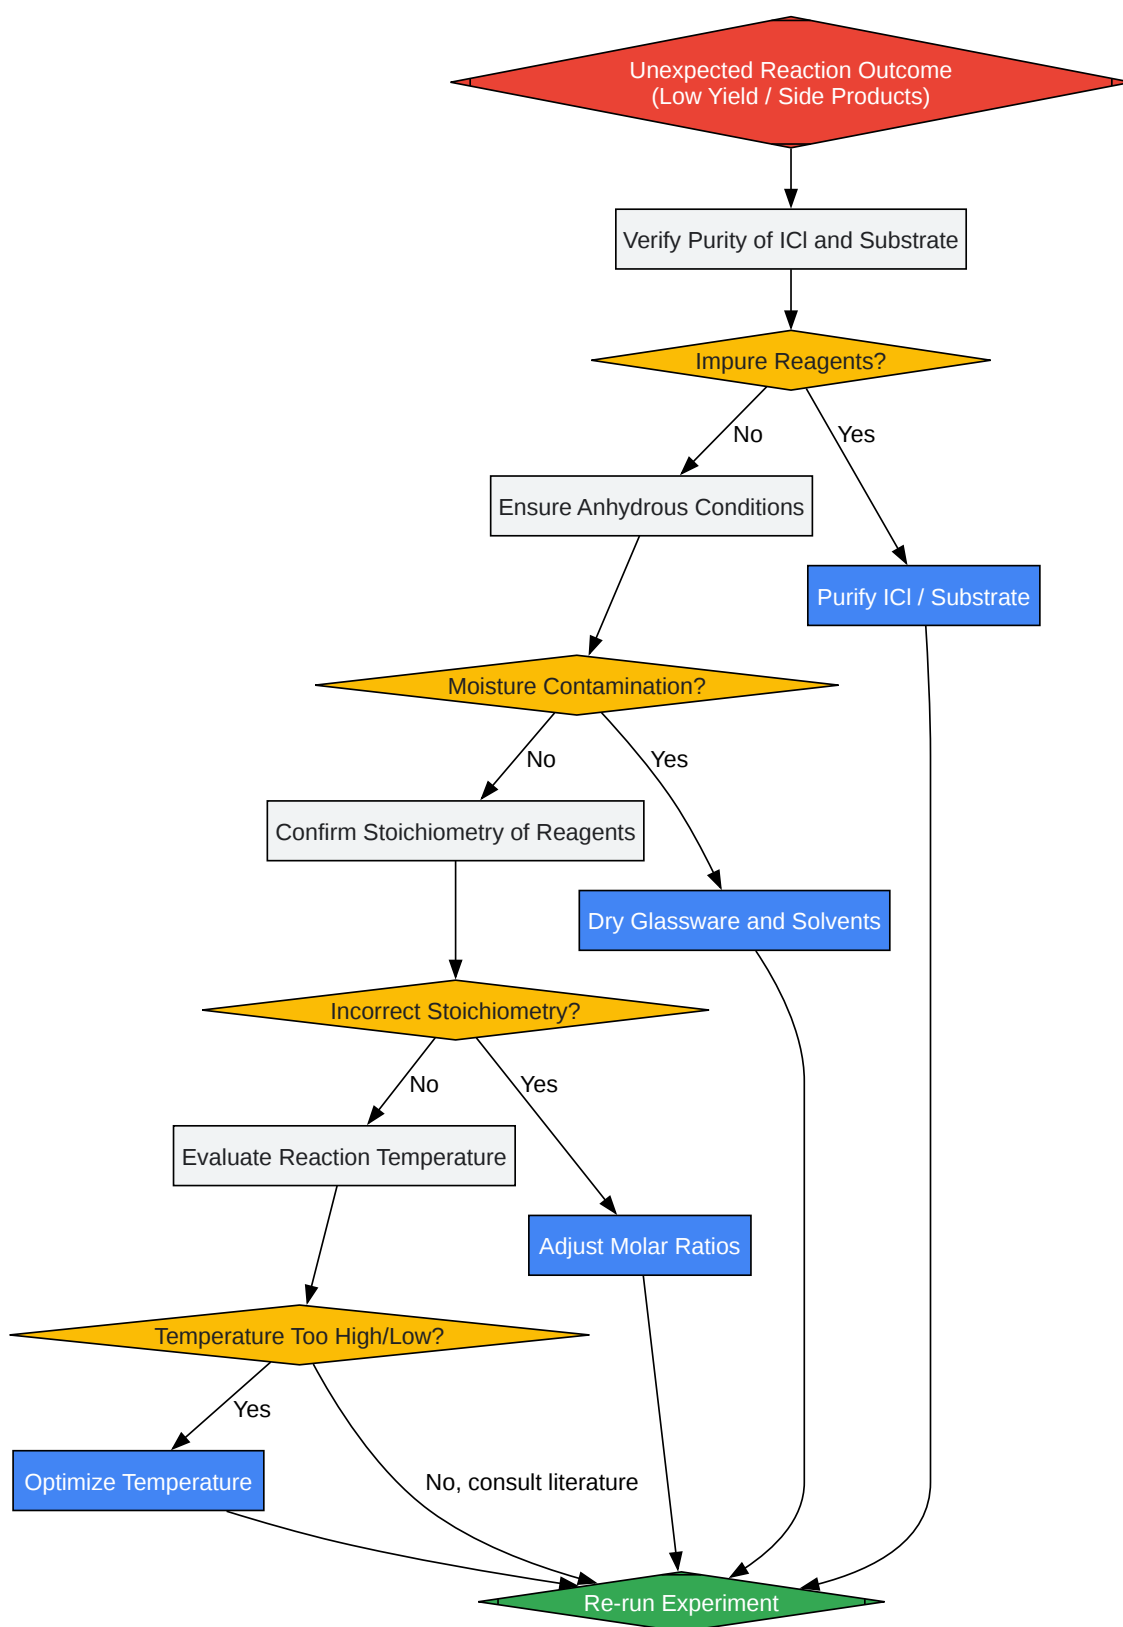 Unexpected Reaction Outcome
(Low Yield / Side Products)
Verify Purity of ICl and Substrate
Impure Reagents?
No
Yes
Ensure Anhydrous Conditions
Purify ICl / Substrate
Moisture Contamination?
No
Yes
Confirm Stoichiometry of Reagents
Dry Glassware and Solvents
Incorrect Stoichiometry?
No
Yes
Evaluate Reaction Temperature
Adjust Molar Ratios
Temperature Too High/Low?
Yes
Optimize Temperature
No, consult literature
Re-run Experiment